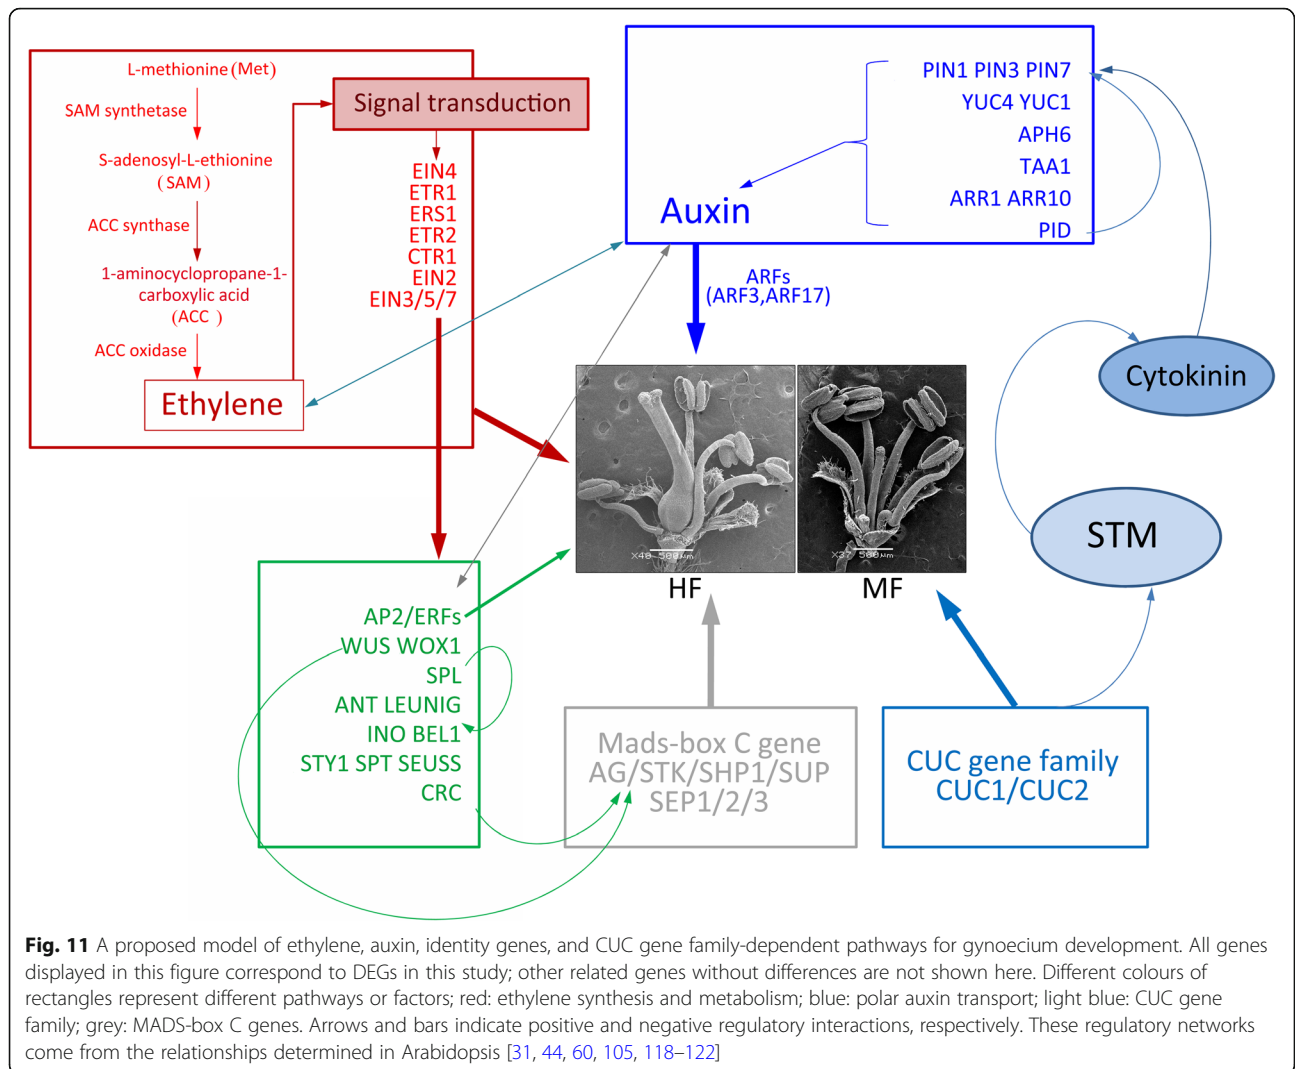 L-methionine(Met)
SAM synthetase
S-adenosyl-L-ethionine
(SAM)
ACC synthase
1-aminocyclopropane-1-
carboxylic acid
(ACC )
ACC oxidase
Ethylene
Signal transduction
EIN4
ETR1
ERS1
ETR2
CTR1
EIN2
EIN3/5/7
PIN1 PIN3 PIN7
YUC4 YUC1
APH6
TAA1
ARR1 ARR10
PID
Auxin
ARFs
(ARF3,ARF17)
Cytokinin
STM
X40 500μm
X37 500μm
HF
MF
AP2/ERFs
WUS WOX1
SPL
ANT LEUNIG
INO BEL1
STY1 SPT SEUSS
CRC
Mads-box C gene
AG/STK/SHP1/SUP
SEP1/2/3
CUC gene family
CUC1/CUC2
Fig. 11 A proposed model of ethylene, auxin, identity genes, and CUC gene family-dependent pathways for gynoecium development. All genes
displayed in this figure correspond to DEGs in this study; other related genes without differences are not shown here. Different colours of
rectangles represent different pathways or factors; red: ethylene synthesis and metabolism; blue: polar auxin transport; light blue: CUC gene
family; grey: MADS-box C genes. Arrows and bars indicate positive and negative regulatory interactions, respectively. These regulatory networks
come from the relationships determined in Arabidopsis [31, 44, 60, 105, 118–122]